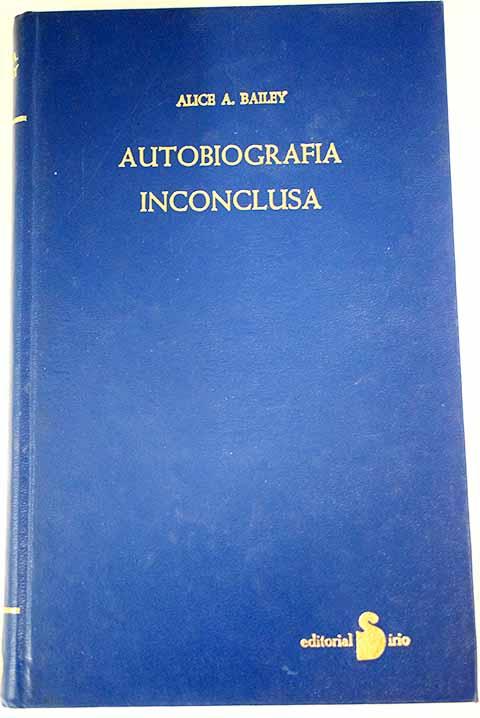 ALICE A. BAILEY
AUTOBIOGRAFIA
INCONCLUSA
editorial Sirio